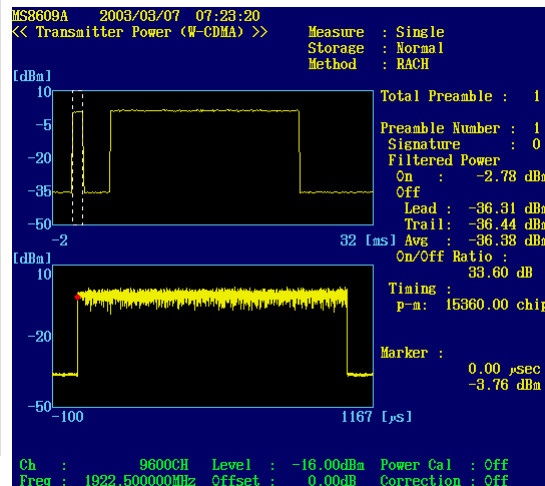 MS8609A 2003/03/07 07:23:20
<< Transmitter Power (W-CDMA) >> Measure : Single
Storage : Normal
Method : RACH
[dBm]
10
-5
-20
-35
-50
-2 32 [ms]
Total Preamble : 1
Preamble Number : 1
Signature : 0
Filtered Power
On : -2.78 dBm
Off
Lead : -36.31 dBm
Trail: -36.44 dBm
Avg : -36.38 dBm
On/Off Ratio :
33.60 dB
Timing :
p-m: 15360.00 chip
[dBm]
10
-20
-50
-100 1167 [µS]
Marker :
0.00 µsec
-3.76 dBm
Ch : 9600CH Level : -16.00dBm Power Cal : Off
Freq : 1922.500000MHz Offset : 0.00dB Correction : Off